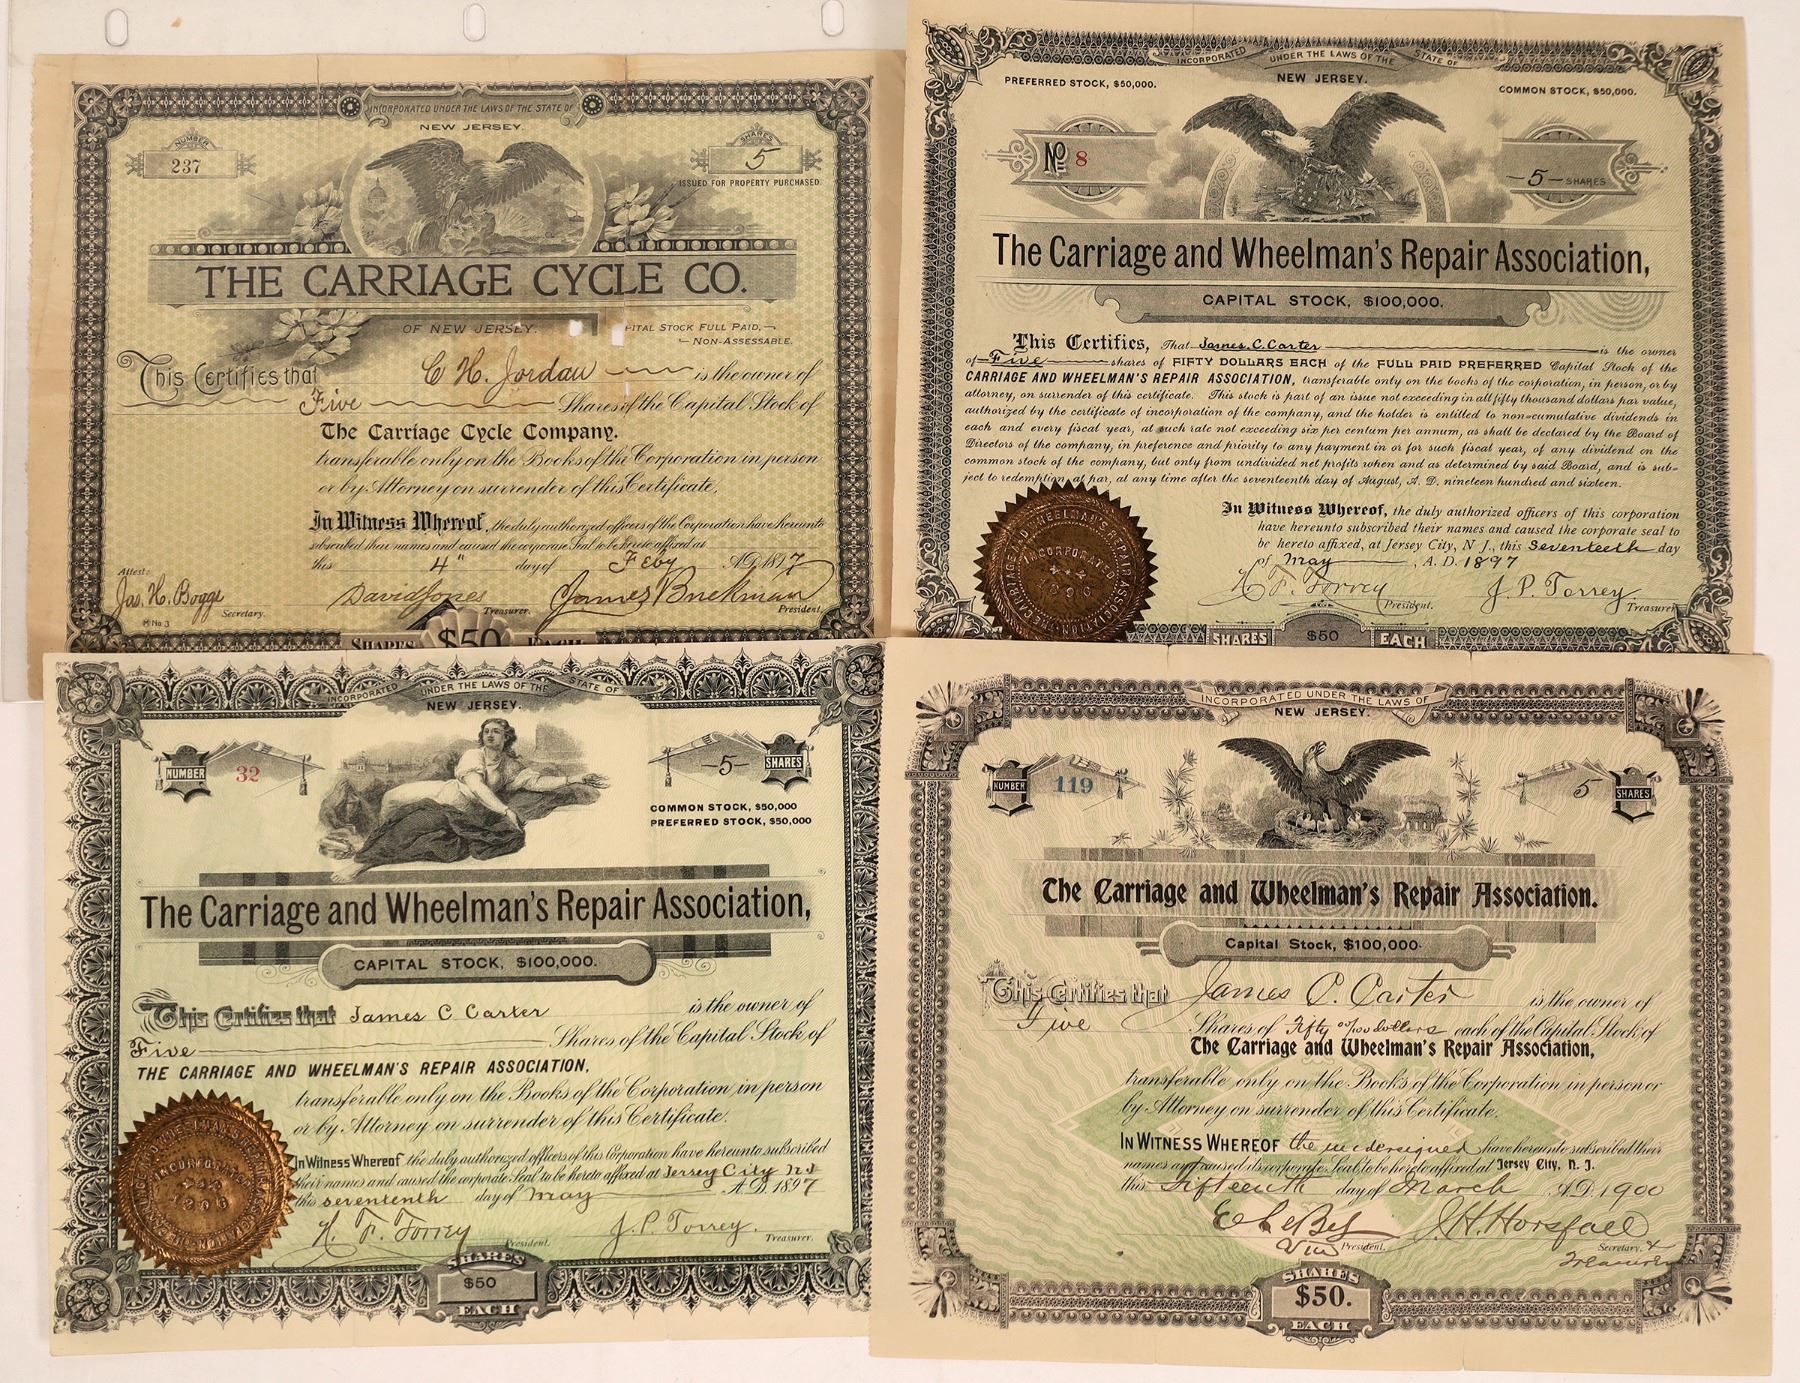 INCORPORATED UNDER THE LAWS OF THE STATE OF
NEW JERSEY.
NUMBER
237
SHARES
5
ISSUED FOR PROPERTY PURCHASED
THE CARRIAGE CYCLE CO.
OF NEW JERSEY.
PITAL STOCK FULL PAID,
NON-ASSESSABLE.
This Certifies that C H. Jordan is the owner of
Five Shares of the Capital Stock of
The Carriage Cycle Company.
transferable only on the Books of the Corporation in person
or by Attorney on surrender of this Certificate.
In Witness Whereof, the duly authorized officers of the Corporation have hereunto
subscribed their names and caused the corporate Seal to be hereto affixed at
this 4" day of Feby A.D. 1897
Attest:
Jas. H. Boggs Secretary.
David Jones Treasurer.
James President.
M No 3
SHARES $50 EACH
INCORPORATED UNDER THE LAWS OF THE STATE OF
NEW JERSEY.
PREFERRED STOCK, $50,000.
COMMON STOCK, $50,000.
No 8
5 SHARES
The Carriage and Wheelman's Repair Association,
CAPITAL STOCK, $100,000.
This Certifies, That James. C. Carter is the owner
of Five shares of FIFTY DOLLARS EACH of the FULL PAID PREFERRED Capital Stock of the
CARRIAGE AND WHEELMAN'S REPAIR ASSOCIATION, transferable only on the books of the corporation, in person, or by
attorney, on surrender of this certificate. This stock is part of an issue not exceeding in all fifty thousand dollars par value,
authorized by the certificate of incorporation of the company, and the holder is entitled to non-cumulative dividends in
each and every fiscal year, at such rate not exceeding six per centum per annum, as shall be declared by the Board of
Directors of the company, in preference and priority to any payment in or for such fiscal year, of any dividend on the
common stock of the company, but only from undivided net profits when and as determined by said Board, and is sub-
ject to redemption at par, at any time after the seventeenth day of August, A. D. nineteen hundred and sixteen.
In Witness Whereof, the duly authorized officers of this corporation
have hereunto subscribed their names and caused the corporate seal to
be hereto affixed, at Jersey City, N J., this Seventeeth day
of May, A. D. 1897
H F. Torrey President.
J. P. Torrey Treasurer
CARRIAGE AND WHEELMAN'S REPAIR ASSOCIATION
INCORPORATED
1896
SHARES $50 EACH
INCORPORATED UNDER THE LAWS OF THE STATE OF
NEW JERSEY.
NUMBER 32
5 SHARES
COMMON STOCK, $50,000
PREFERRED STOCK, $50,000
The Carriage and Wheelman's Repair Association,
CAPITAL STOCK, $100,000.
This Certifies that James C Carter is the owner of
Five Shares of the Capital Stock of
THE CARRIAGE AND WHEELMAN'S REPAIR ASSOCIATION,
transferable only on the Books of the Corporation in person
or by Attorney on surrender of this Certificate.
In Witness Whereof the duly authorized officers of this Corporation have hereunto subscribed
their names and caused the corporate Seal to be hereto affixed at Jersey City NJ
this sevententh day of May A.D. 1897
H. F. Torrey President.
J. P. Torrey. Treasurer.
INCORPORATED
1896
SHARES
$50
EACH
INCORPORATED UNDER THE LAWS OF
NEW JERSEY.
NUMBER 119
5 SHARES
The Carriage and Wheelman's Repair Association.
Capital Stock, $100,000.
This Certifies that James C. Carter is the owner of
Five Shares of Fifty 00/100 dollars each of the Capital Stock of
The Carriage and Wheelman's Repair Association,
transferable only on the Books of the Corporation in person or
by Attorney on surrender of this Certificate.
IN WITNESS WHEREOF the undersigned have hereunto subscribed their
names and caused its corporate Seal to be hereto affixed at Jersey City, N. J.
this Fifteenth day of March A.D. 1900
Vice President.
J. H. Horsfall
Secretary. &
Treasurer
SHARES
$50.
EACH